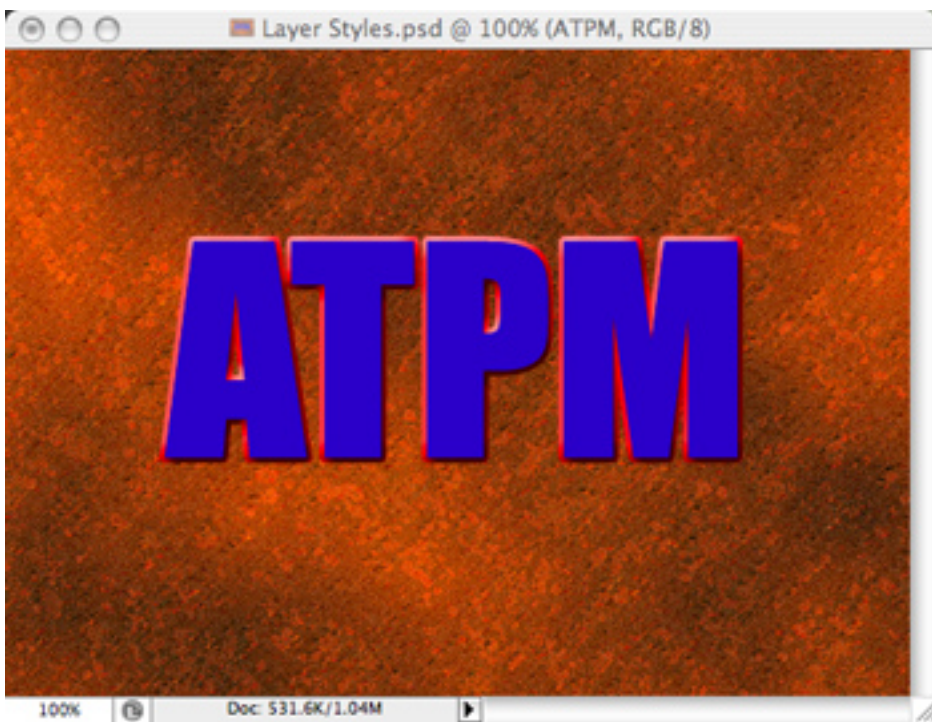 Layer Styles.psd @ 100% (ATPM, RGB/8)
ATPM
100% Doc: 531.6K/1.04M